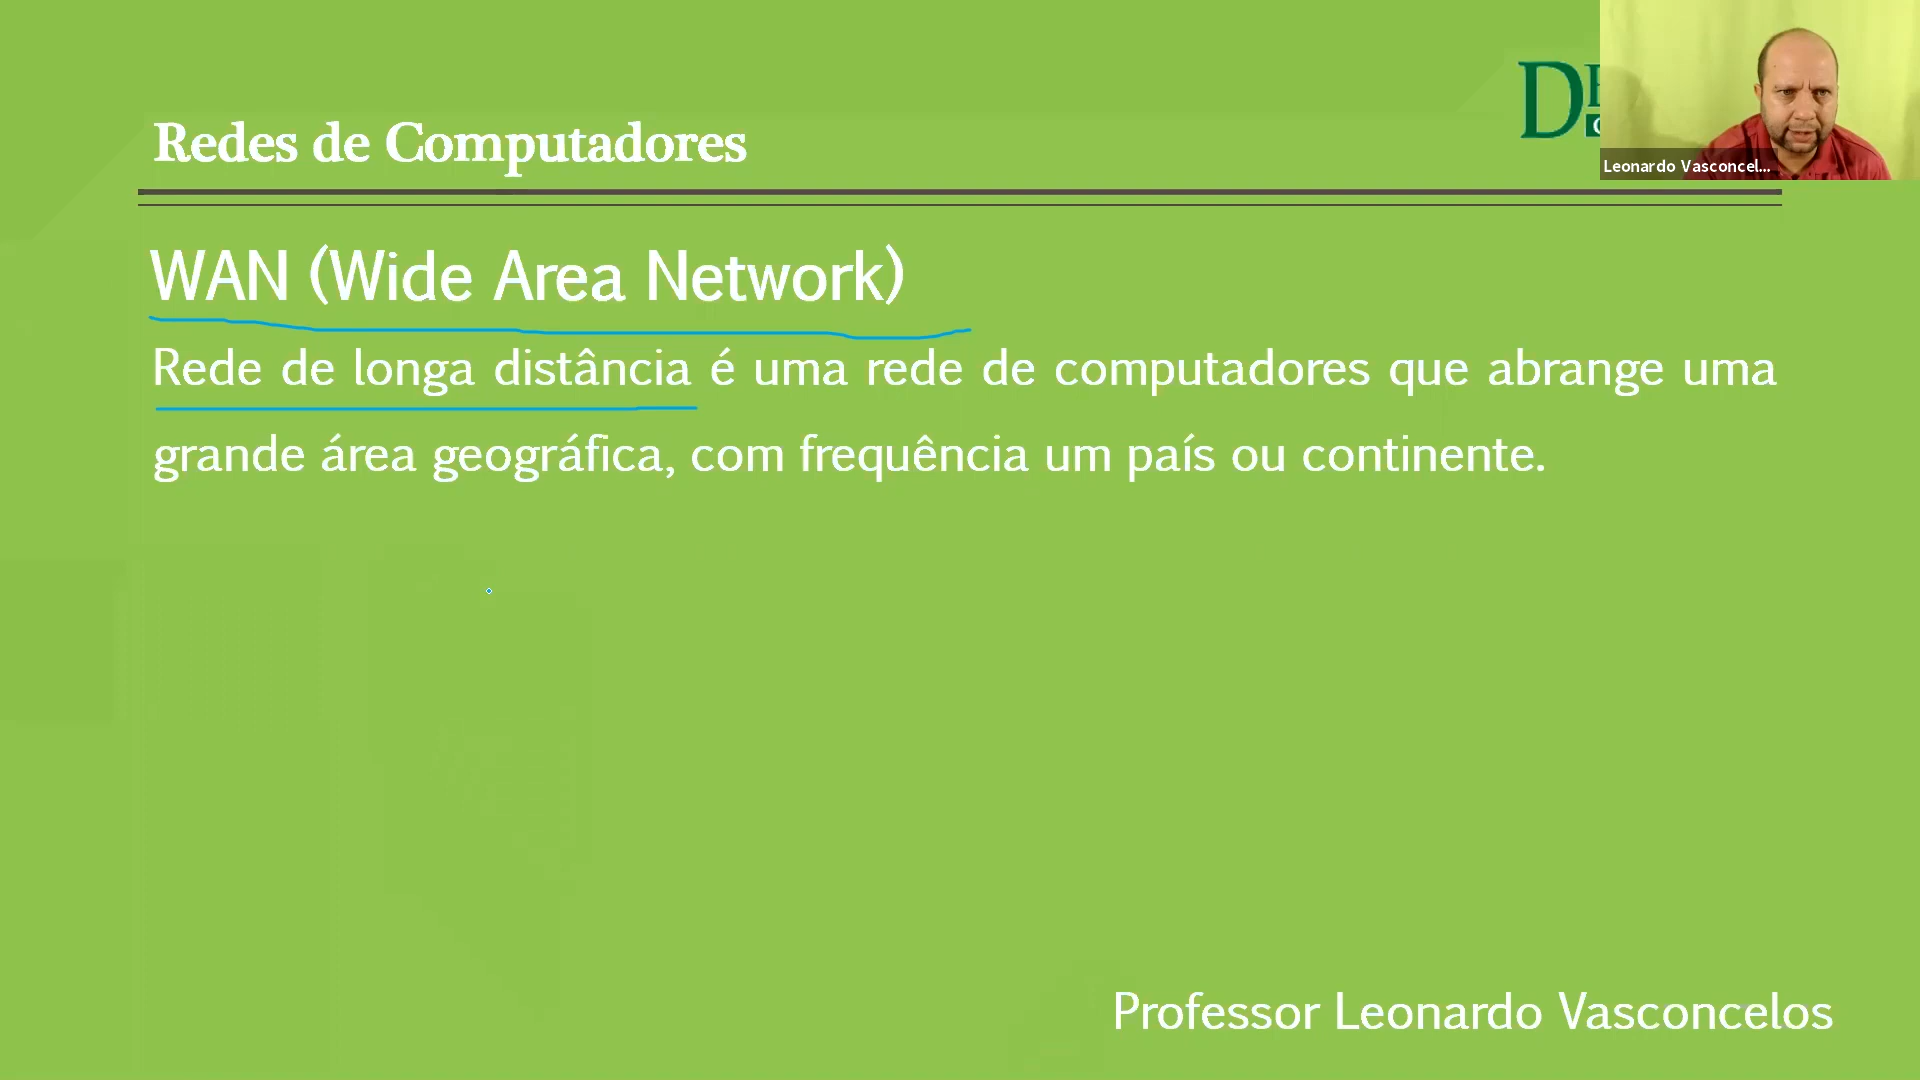 Redes de Computadores
Leonardo Vasconcel...
WAN (Wide Area Network)
Rede de longa distância é uma rede de computadores que abrange uma
grande área geográfica, com frequência um país ou continente.
Professor Leonardo Vasconcelos